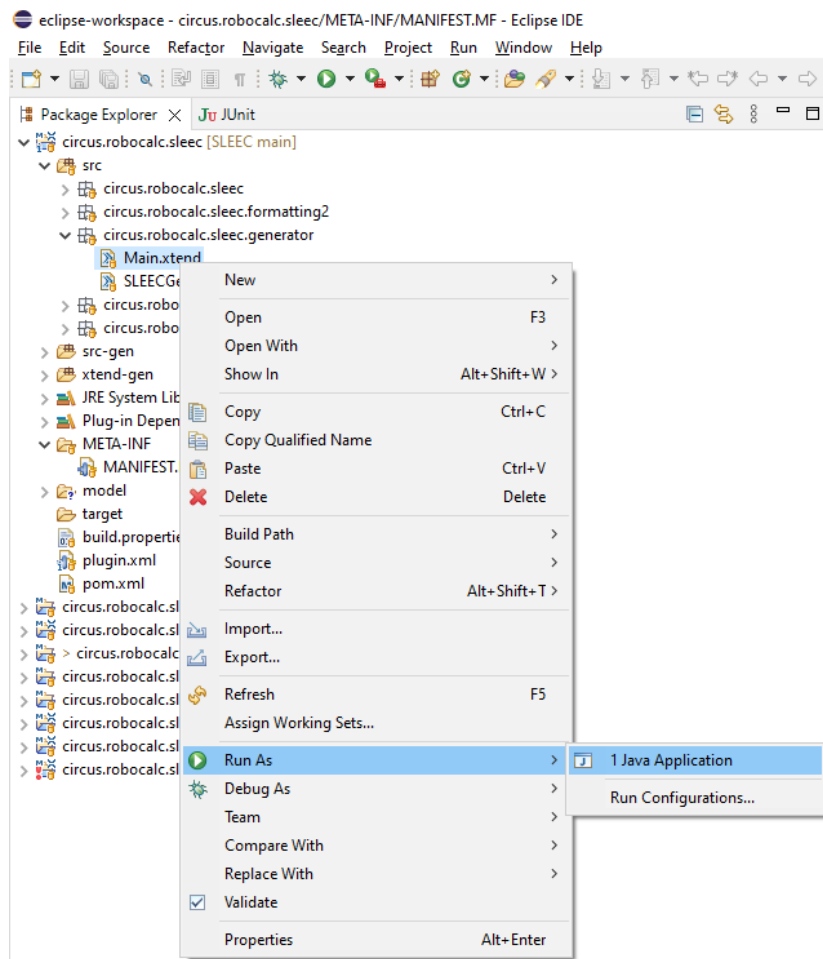 eclipse-workspace - circus.robocalc.sleec/META-INF/MANIFEST.MF - Eclipse IDE
File Edit Source Refactor Navigate Search Project Run Window Help
Package Explorer JUnit
circus.robocalc.sleec [SLEEC main]
src
circus.robocalc.sleec
circus.robocalc.sleec.formatting2
circus.robocalc.sleec.generator
Main.xtend
SLEECGe
circus.robo
circus.robo
src-gen
xtend-gen
JRE System Lib
Plug-in Depen
META-INF
MANIFEST.
model
target
build.propertie
plugin.xml
pom.xml
circus.robocalc.sl
circus.robocalc.sl
> circus.robocalc
circus.robocalc.sl
circus.robocalc.sl
circus.robocalc.sl
circus.robocalc.sl
circus.robocalc.sl
New
Open F3
Open With
Show In Alt+Shift+W
Copy Ctrl+C
Copy Qualified Name
Paste Ctrl+V
Delete Delete
Build Path
Source
Refactor Alt+Shift+T
Import...
Export...
Refresh F5
Assign Working Sets...
Run As
Debug As
Team
Compare With
Replace With
Validate
Properties Alt+Enter
1 Java Application
Run Configurations...